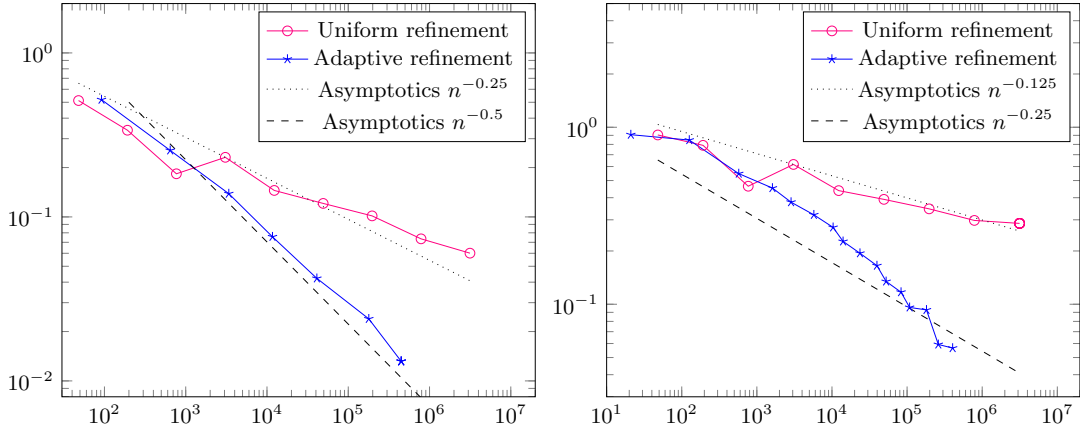 10^0
10^{-1}
10^{-2}
10^2 10^3 10^4 10^5 10^6 10^7
Uniform refinement
Adaptive refinement
Asymptotics n^{-0.25}
Asymptotics n^{-0.5}
10^0
10^{-1}
10^1 10^2 10^3 10^4 10^5 10^6 10^7
Uniform refinement
Adaptive refinement
Asymptotics n^{-0.125}
Asymptotics n^{-0.25}